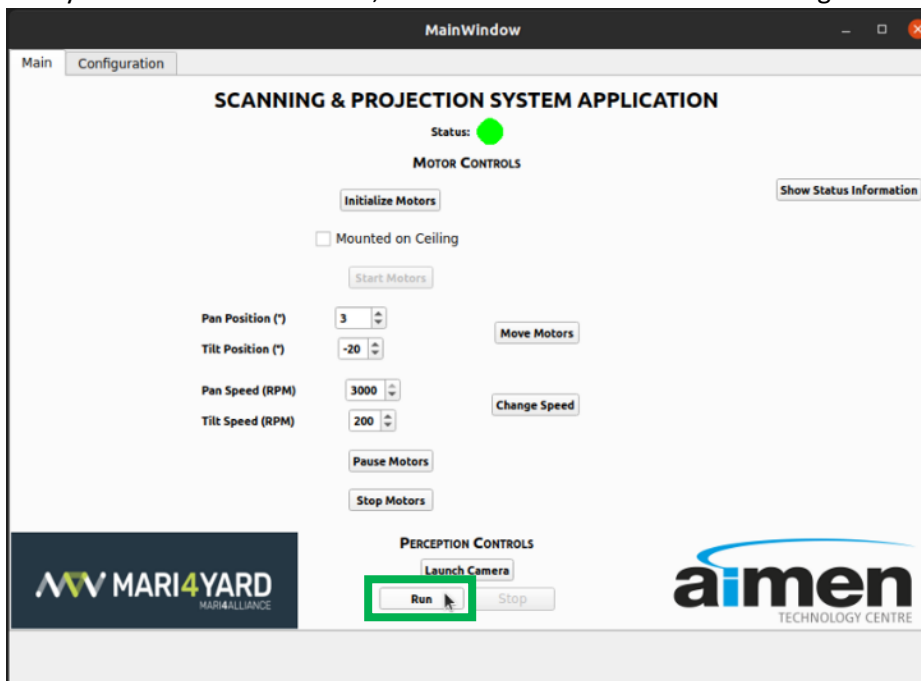 MainWindow
Main Configuration
SCANNING & PROJECTION SYSTEM APPLICATION
Status:
MOTOR CONTROLS
Initialize Motors
Show Status Information
Mounted on Ceiling
Start Motors
Pan Position (°) 3
Move Motors
Tilt Position (°) -20
Pan Speed (RPM) 3000
Change Speed
Tilt Speed (RPM) 200
Pause Motors
Stop Motors
PERCEPTION CONTROLS
Launch Camera
Run Stop
MARI4YARD
MARI4ALLIANCE
aimen
TECHNOLOGY CENTRE